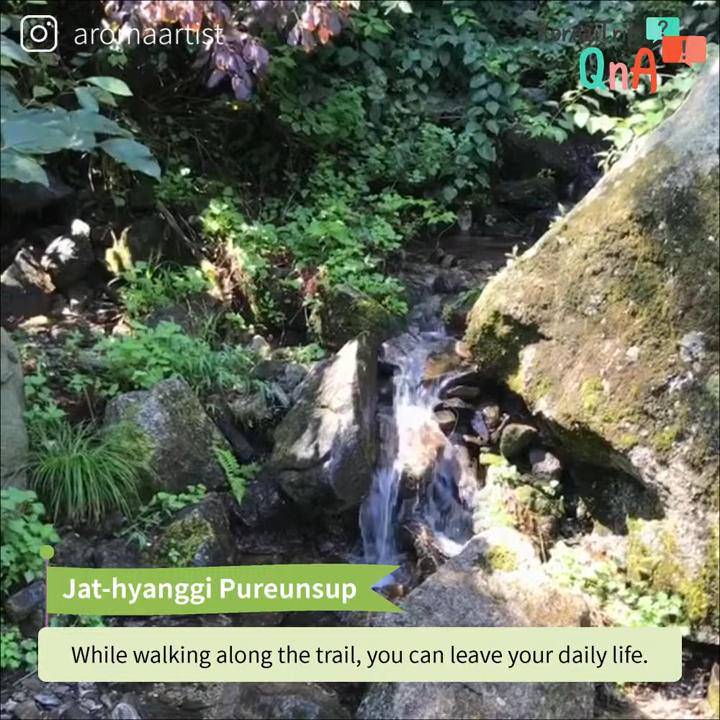 aromaartist
QnA
?
!
Jat-hyanggi Pureunsup
While walking along the trail, you can leave your daily life.